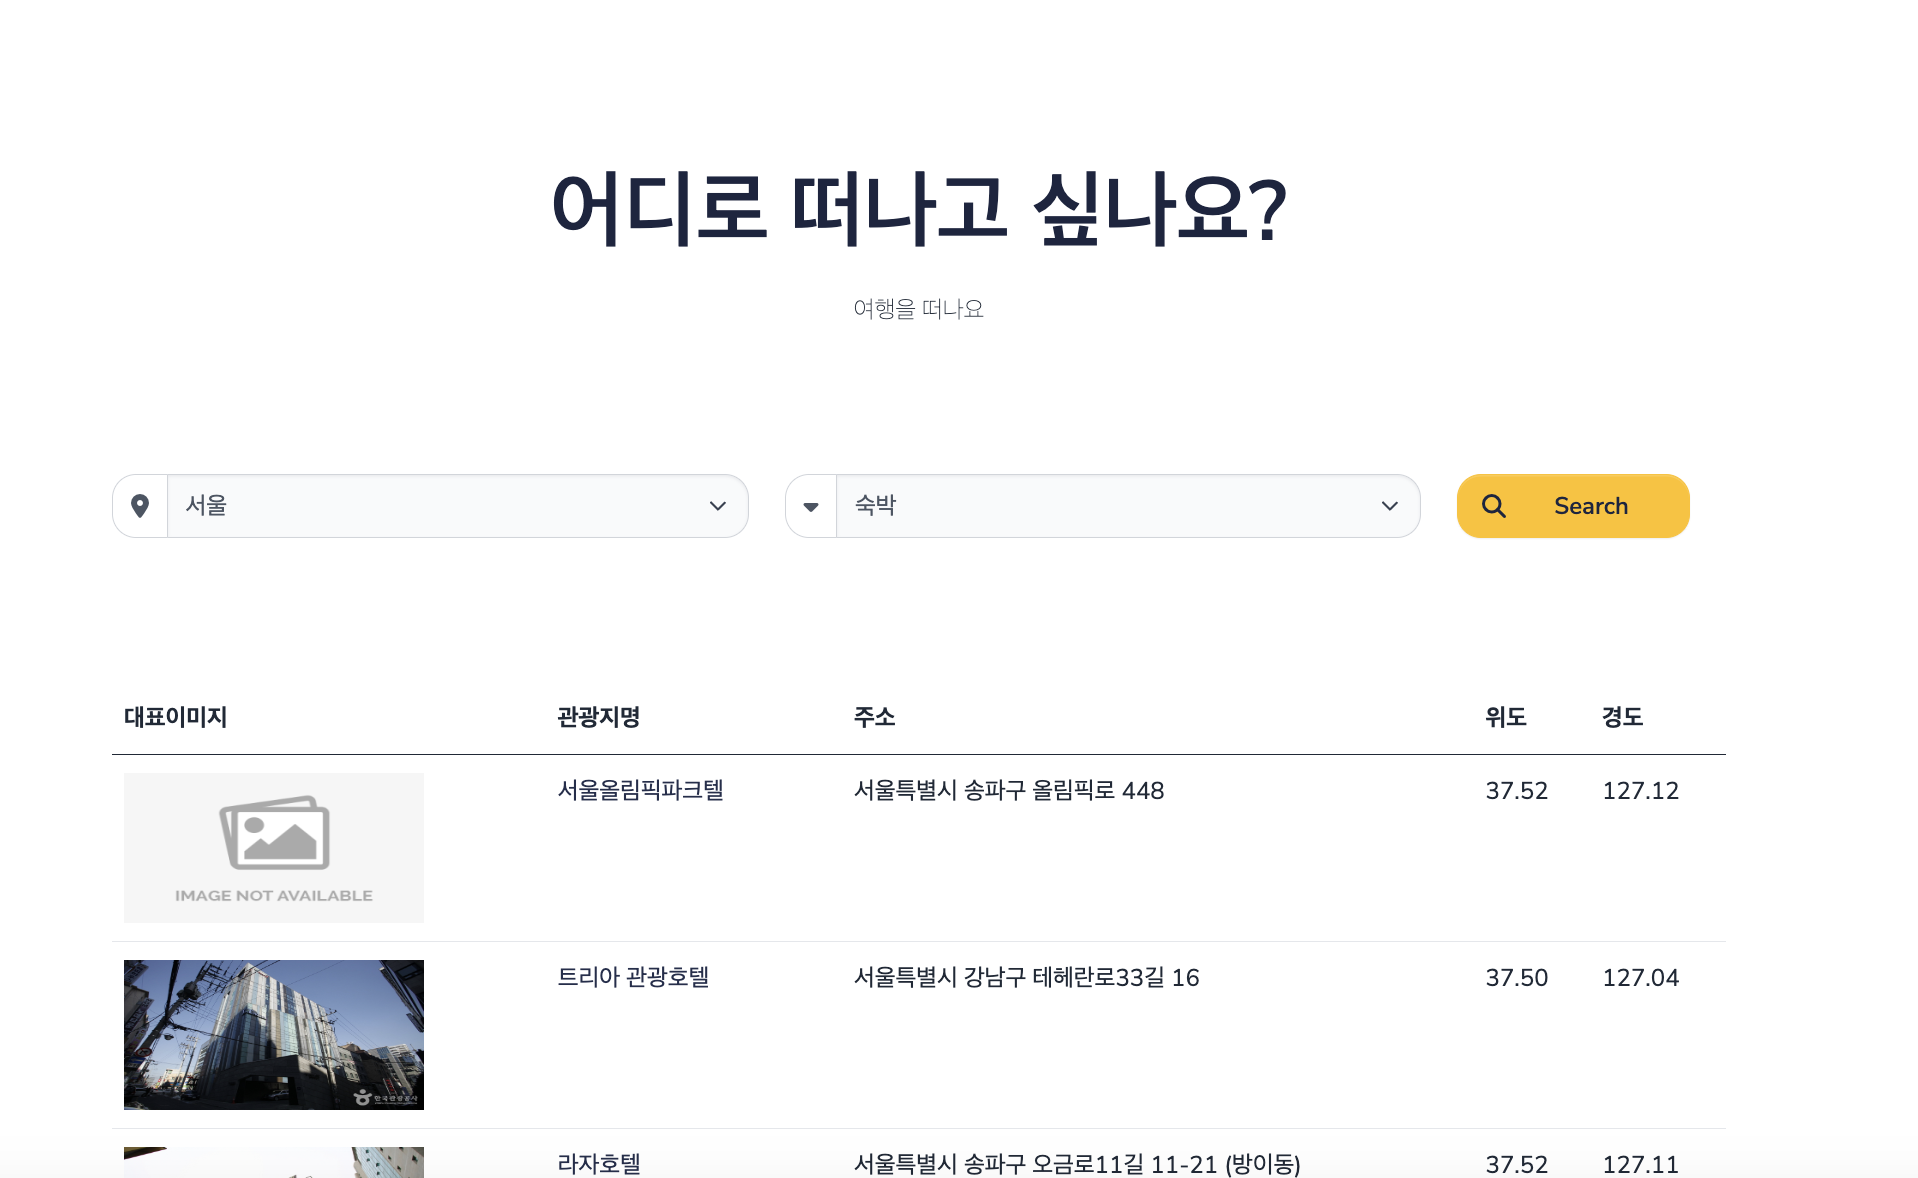 어디로 떠나고 싶나요?
여행을 떠나요
서울 숙박 Search
대표이미지 관광지명 주소 위도 경도
서울올림픽파크텔 서울특별시 송파구 올림픽로 448 37.52 127.12
IMAGE NOT AVAILABLE
트리아 관광호텔 서울특별시 강남구 테헤란로33길 16 37.50 127.04
한국관광공사
라자호텔 서울특별시 송파구 오금로11길 11-21 (방이동) 37.52 127.11